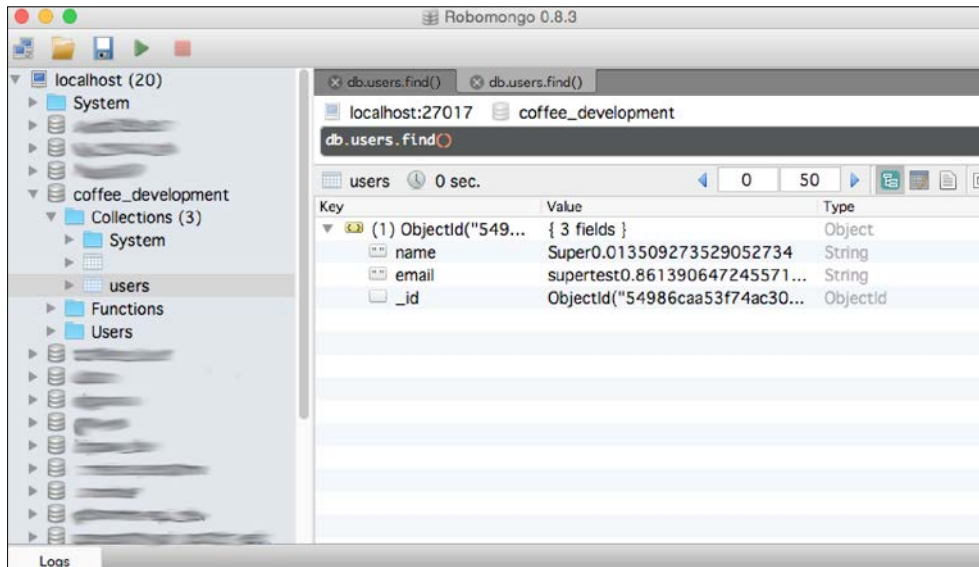 Robomongo 0.8.3
localhost (20)
System
coffee_development
Collections (3)
System
users
Functions
Users
Logs
db.users.find() db.users.find()
localhost:27017 coffee_development
db.users.find()
users 0 sec. 0 50
Key Value Type
(1) ObjectId("549... { 3 fields } Object
name Super0.013509273529052734 String
email supertest0.861390647245571... String
_id ObjectId("54986caa53f74ac30... ObjectId